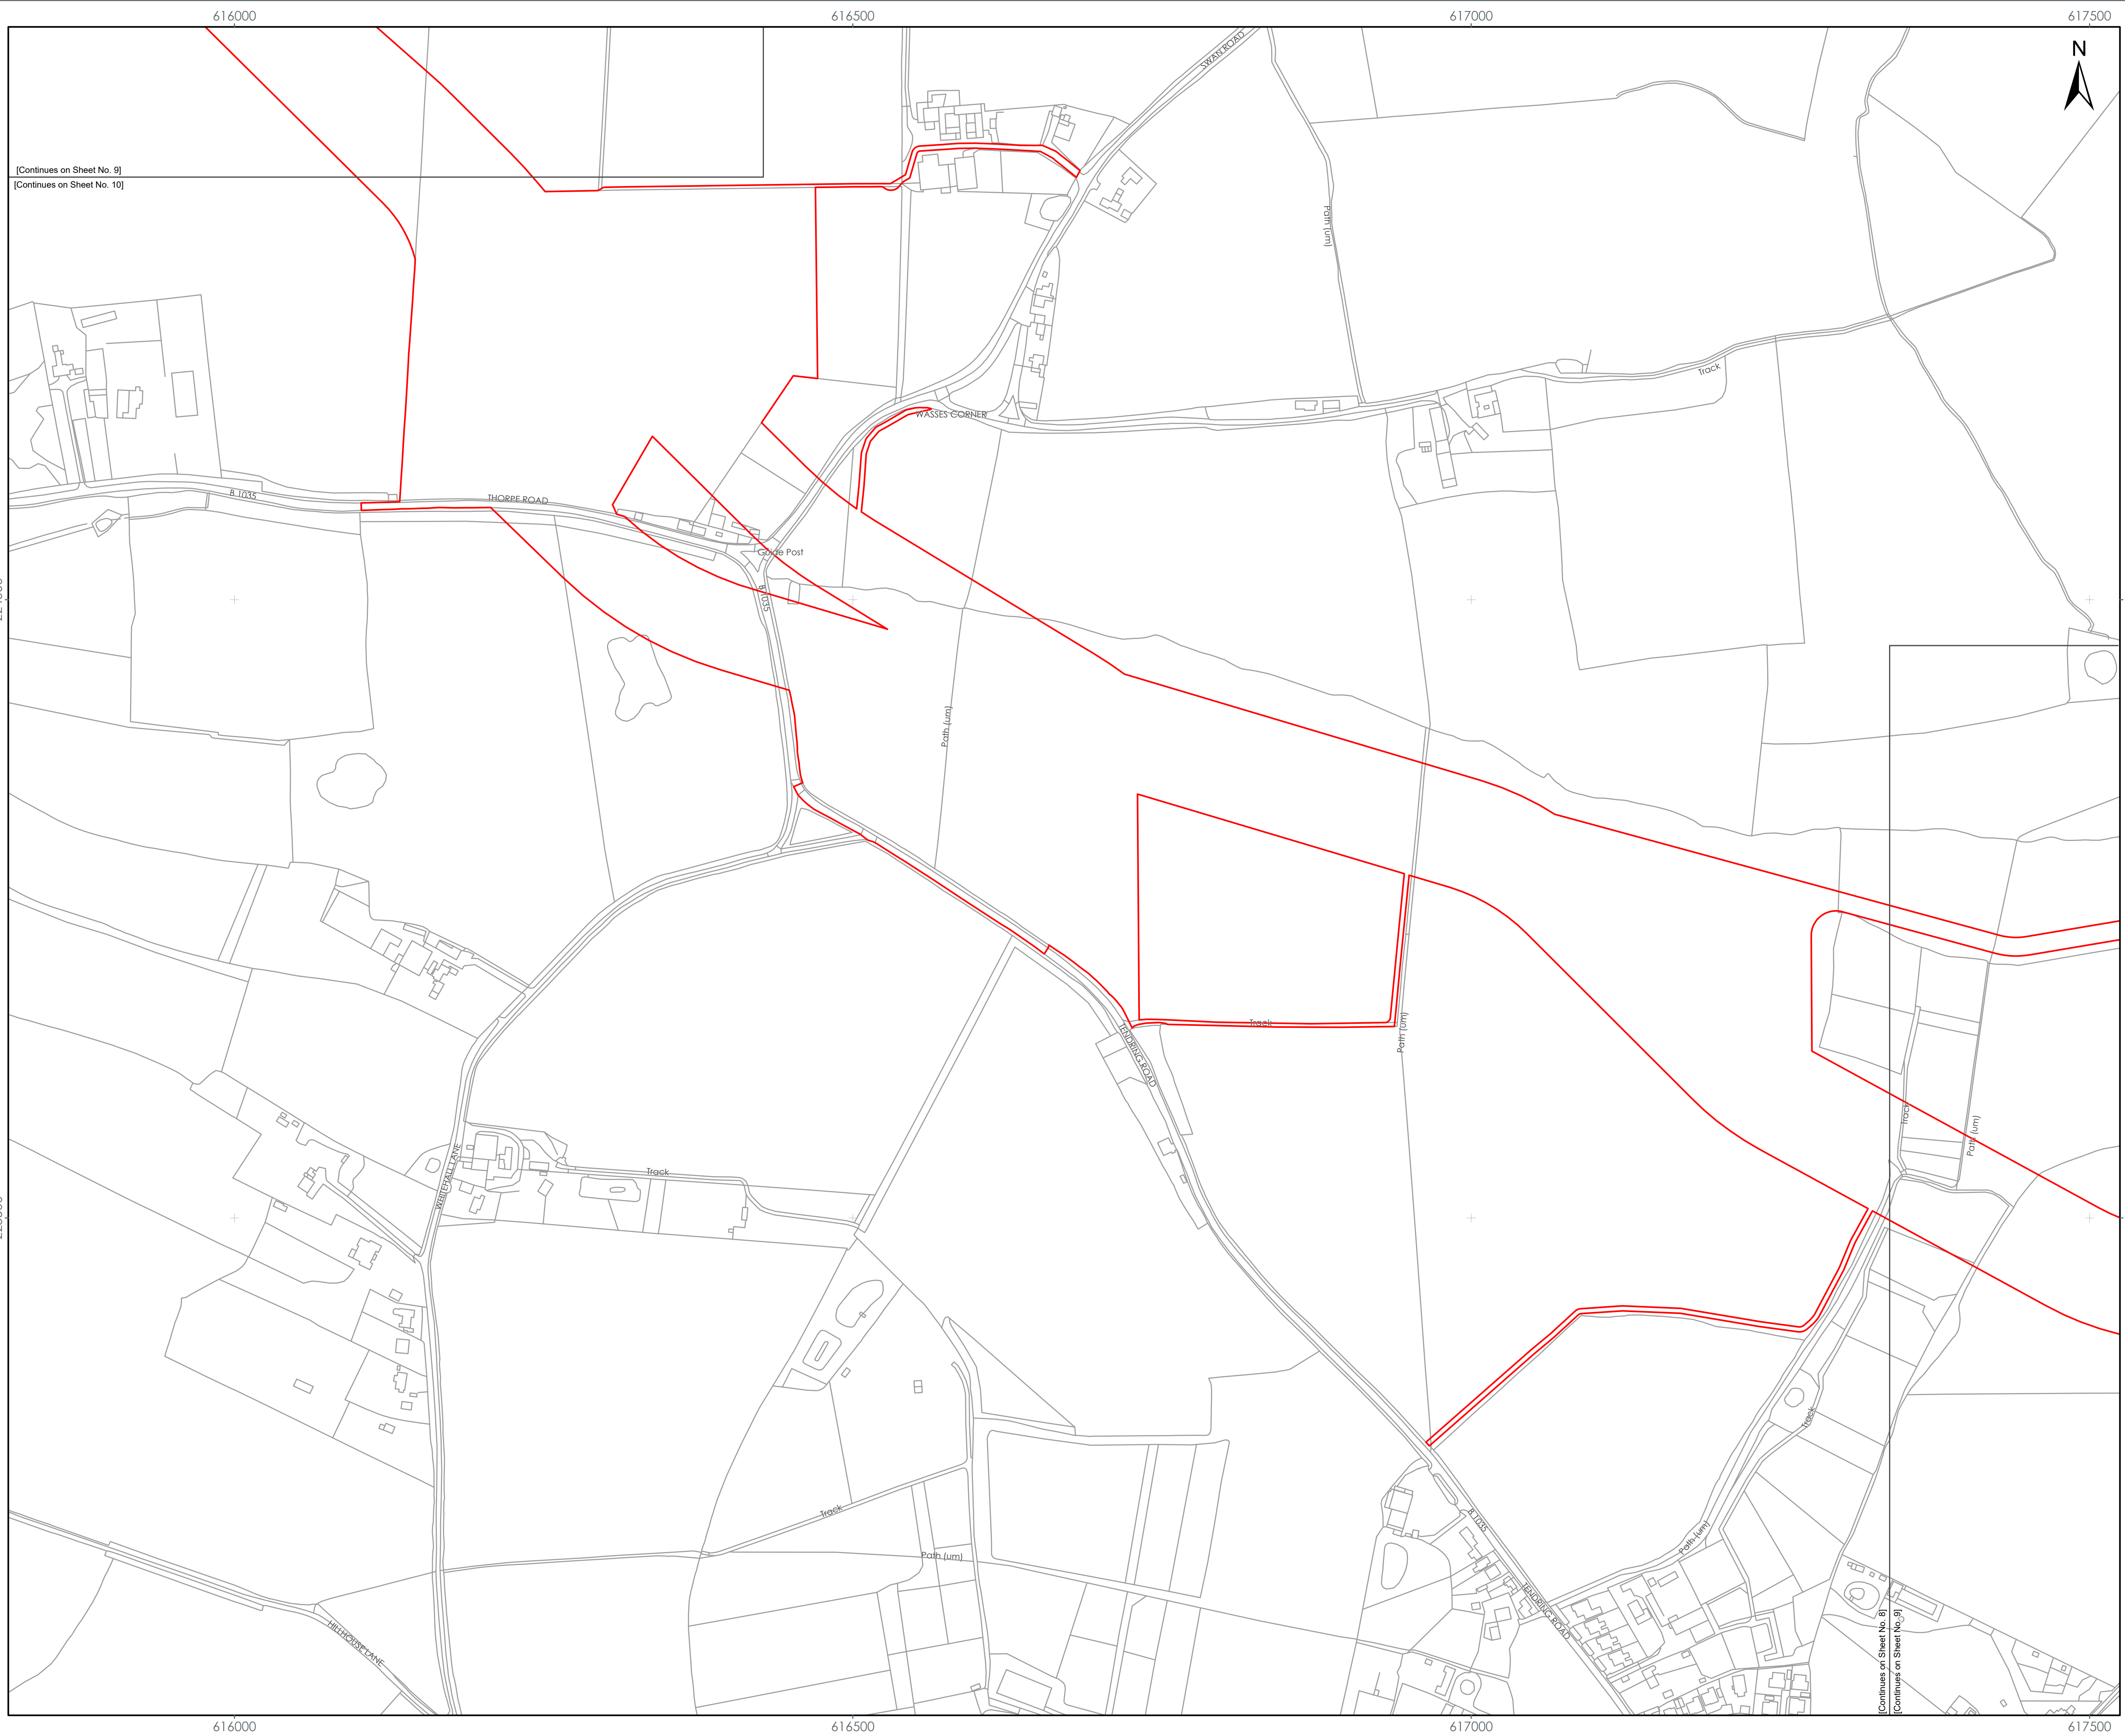 616000 616500 617000 617500
N
SWAN ROAD
[Continues on Sheet No. 9]
[Continues on Sheet No. 10]
Path (um)
Track
WASSES CORNER
B 1035
THORPE ROAD
Guide Post
B 1035
Path (um)
Track
Path (um)
TENDRING ROAD
Track
Path (um)
WHITEHALL LANE
Track
Track
Track
B 1035
Path (um)
Path (um)
TENDRING ROAD
HILLHOUSE LANE
[Continues on Sheet No. 8]
[Continues on Sheet No. 9]
616000 616500 617000 617500